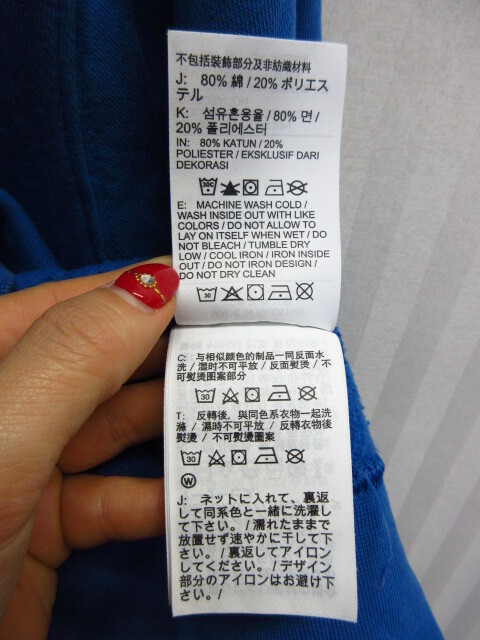 不包括裝飾部分及非紡織材料
J: 80% 綿 / 20% ポリエス
テル
K: 섬유혼용율 / 80% 면 /
20% 폴리에스터
IN: 80% KATUN / 20%
POLIESTER / EKSKLUSIF DARI
DEKORASI
E: MACHINE WASH COLD /
WASH INSIDE OUT WITH LIKE
COLORS / DO NOT ALLOW TO
LAY ON ITSELF WHEN WET / DO
NOT BLEACH / TUMBLE DRY
LOW / COOL IRON / IRON INSIDE
OUT / DO NOT IRON DESIGN /
DO NOT DRY CLEAN
30
C: 与相似颜色的制品一同反面水
洗 / 湿时不可平放 / 反面熨烫 / 不
可熨烫图案部分
30
T: 反轉後, 與同色系衣物一起洗
滌 / 濕時不可平放 / 反轉衣物後
熨燙 / 不可熨燙圖案
30
W
J: ネットに入れて、裏返
して同系色と一緒に洗濯し
て下さい。/ 濡れたままで
放置せず速やかに干して下
さい。/ 裏返してアイロン
してください。/ デザイン
部分のアイロンはお避け下
さい。/